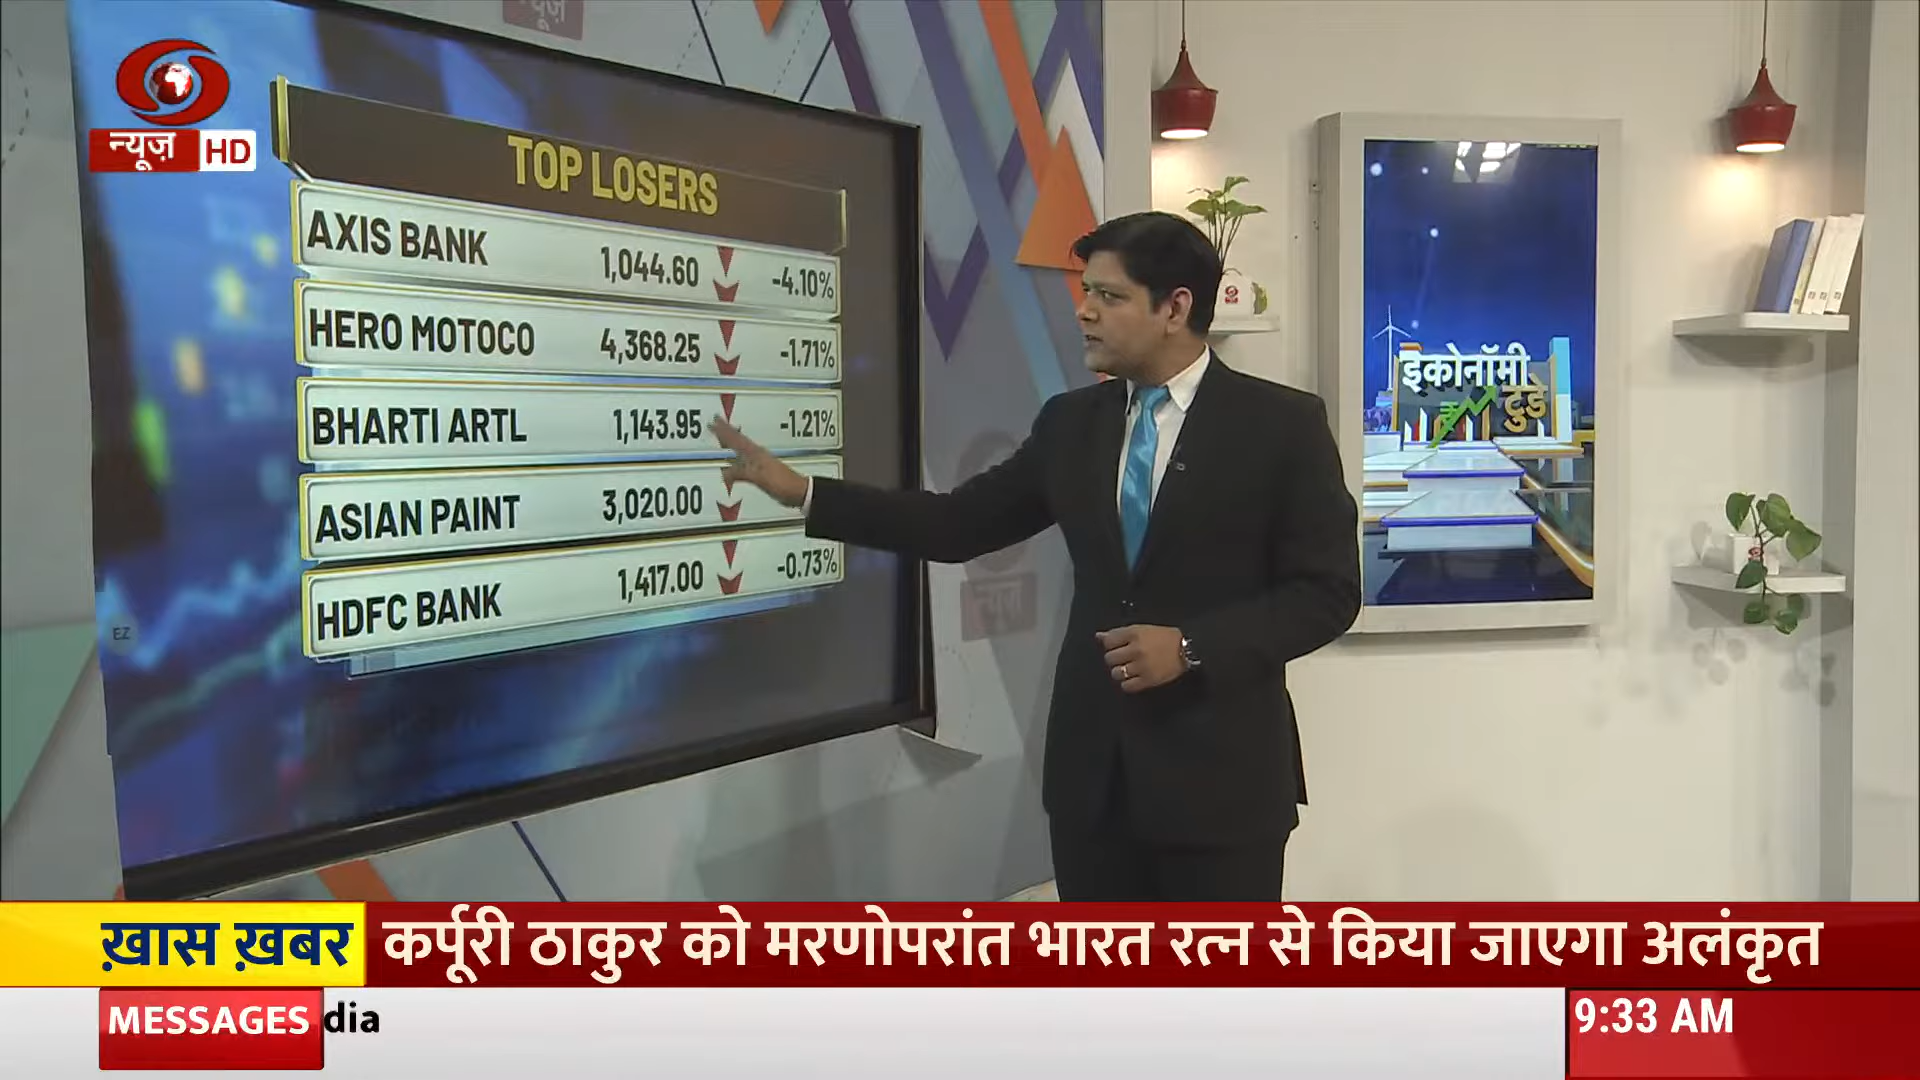 न्यूज़ HD
TOP LOSERS
AXIS BANK 1,044.60 -4.10%
HERO MOTOCO 4,368.25 -1.71%
BHARTI ARTL 1,143.95 -1.21%
ASIAN PAINT 3,020.00
HDFC BANK 1,417.00 -0.73%
EZ
इकोनॉमी
टुडे
ख़ास ख़बर
कर्पूरी ठाकुर को मरणोपरांत भारत रत्न से किया जाएगा अलंकृत
MESSAGES dia
9:33 AM